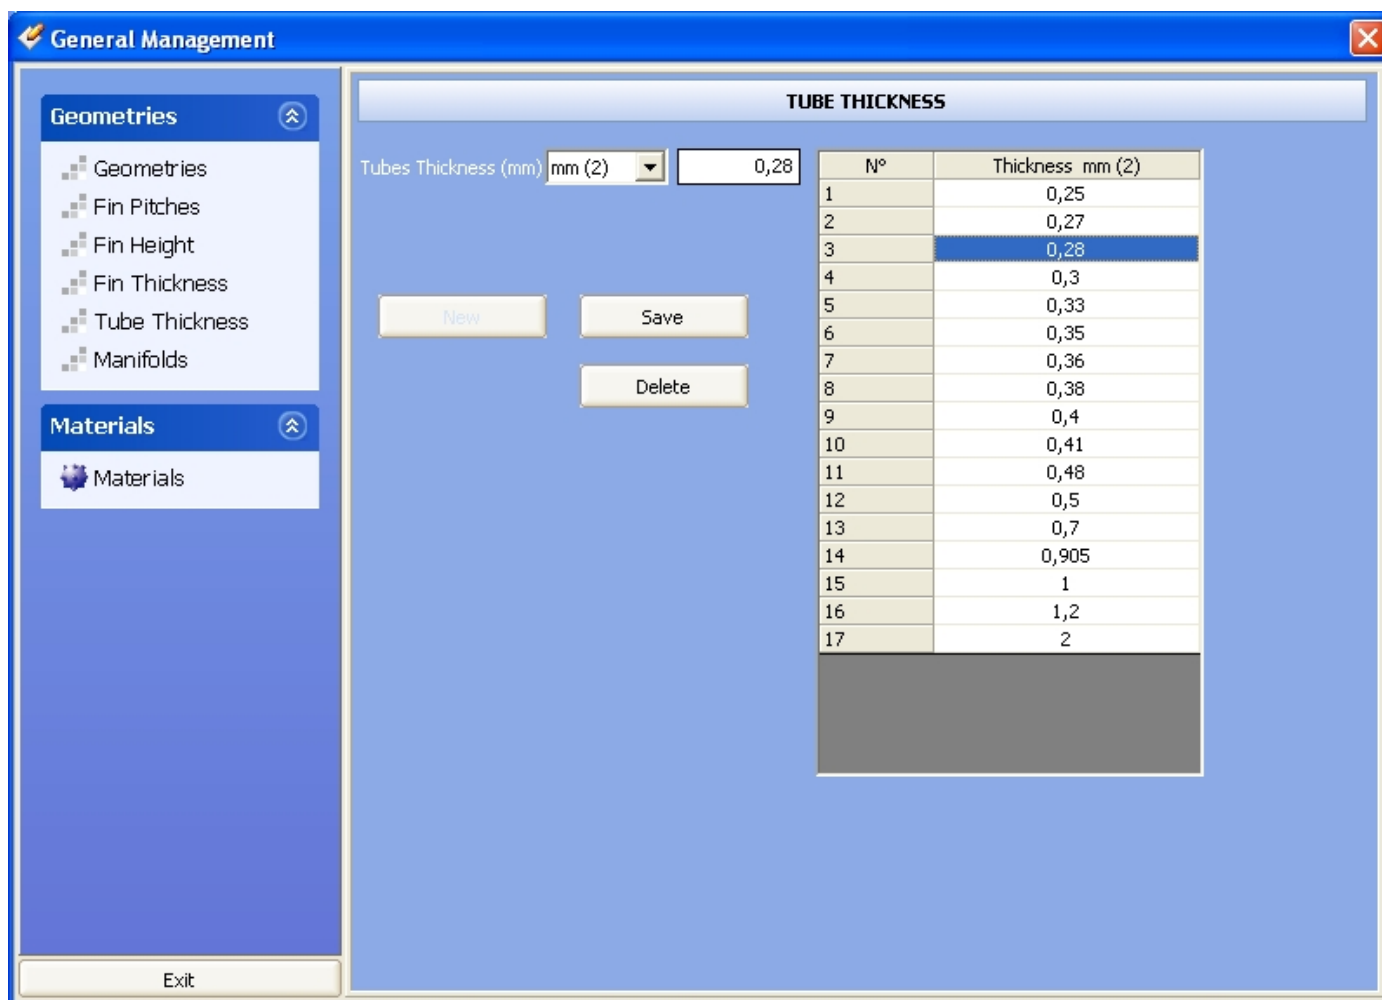 General Management
Geometries
Geometries
Fin Pitches
Fin Height
Fin Thickness
Tube Thickness
Manifolds
Materials
Materials
Exit
TUBE THICKNESS
Tubes Thickness (mm) mm (2) 0,28
New Save
Delete
N° Thickness mm (2)
1 0,25
2 0,27
3 0,28
4 0,3
5 0,33
6 0,35
7 0,36
8 0,38
9 0,4
10 0,41
11 0,48
12 0,5
13 0,7
14 0,905
15 1
16 1,2
17 2